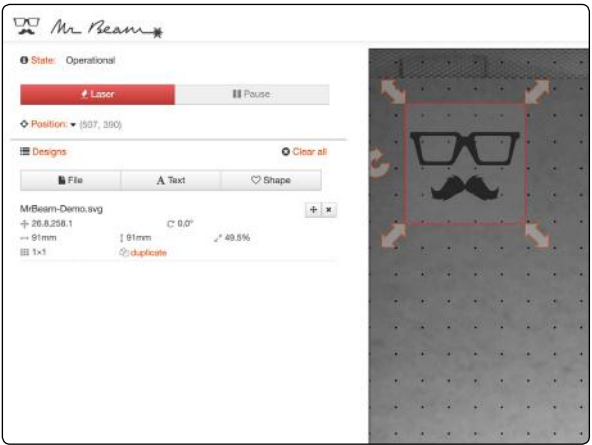 Mr Beam
State: Operational
Laser
Pause
Position: (507, 390)
Designs
Clear all
File
Text
Shape
MrBeam-Demo.svg
26.8,258.1
0.0°
91mm
91mm
49.5%
1×1
duplicate